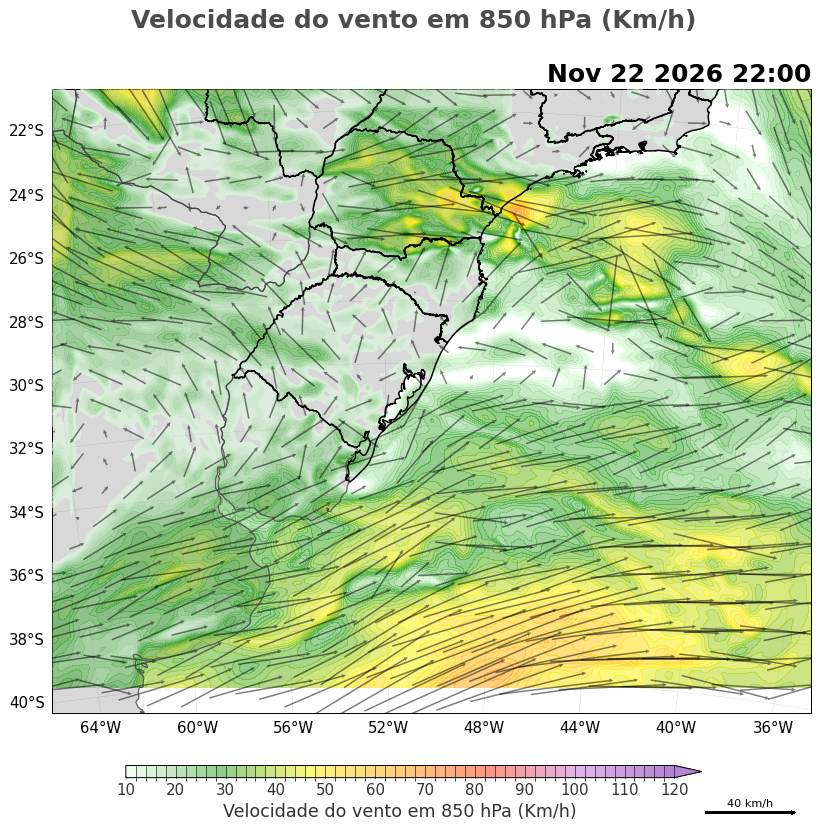 Velocidade do vento em 850 hPa (Km/h)
Nov 22 2026 22:00
22°S
24°S
26°S
28°S
30°S
32°S
34°S
36°S
38°S
40°S
64°W 60°W 56°W 52°W 48°W 44°W 40°W 36°W
10 20 30 40 50 60 70 80 90 100 110 120
Velocidade do vento em 850 hPa (Km/h)
40 km/h